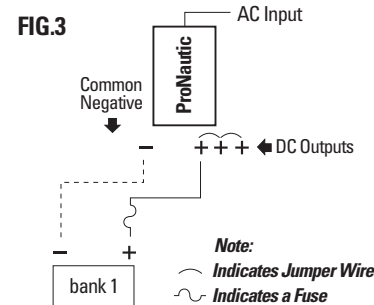 FIG.3
AC Input
ProNautic
Common
Negative
− + + +
DC Outputs
− +
bank 1
Note:
Indicates Jumper Wire
Indicates a Fuse